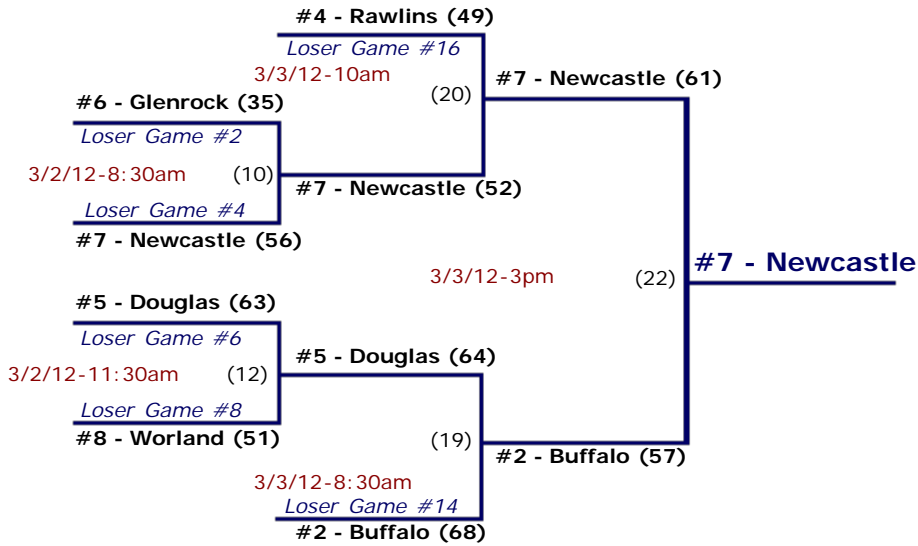 #4 - Rawlins (49)
Loser Game #16
3/3/12-10am
(20)
#7 - Newcastle (61)
#6 - Glenrock (35)
Loser Game #2
3/2/12-8:30am
(10)
#7 - Newcastle (52)
Loser Game #4
#7 - Newcastle (56)
3/3/12-3pm
(22)
#7 - Newcastle
#5 - Douglas (63)
Loser Game #6
3/2/12-11:30am
(12)
#5 - Douglas (64)
Loser Game #8
#8 - Worland (51)
(19)
#2 - Buffalo (57)
3/3/12-8:30am
Loser Game #14
#2 - Buffalo (68)